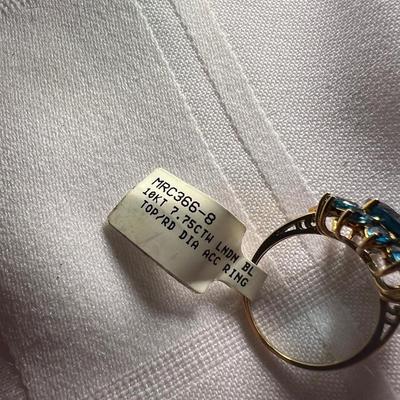 MRC366-8
10KT 7.75CTW LNDN BL
TOP/RD DIA ACC RING